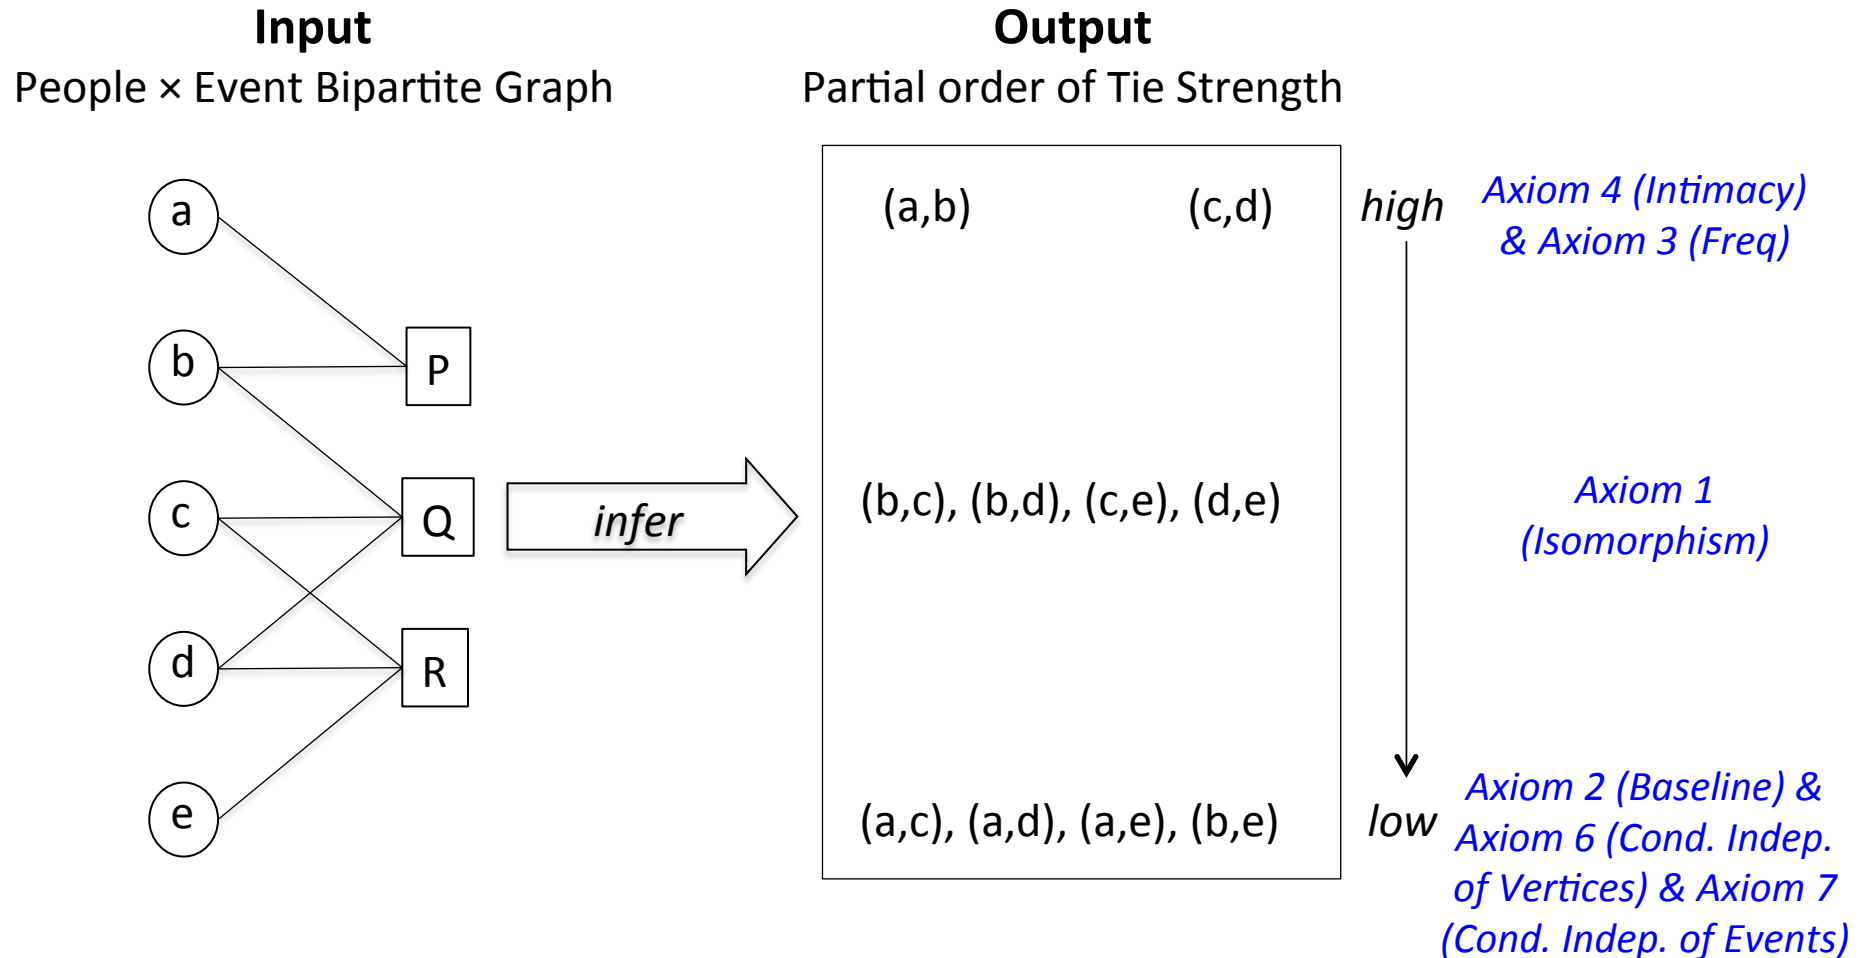 Input
People × Event Bipartite Graph
a
b
c
d
e
P
Q
R
infer
Output
Partial order of Tie Strength
(a,b) (c,d)
(b,c), (b,d), (c,e), (d,e)
(a,c), (a,d), (a,e), (b,e)
high
low
Axiom 4 (Intimacy)
& Axiom 3 (Freq)
Axiom 1
(Isomorphism)
Axiom 2 (Baseline) &
Axiom 6 (Cond. Indep.
of Vertices) & Axiom 7
(Cond. Indep. of Events)